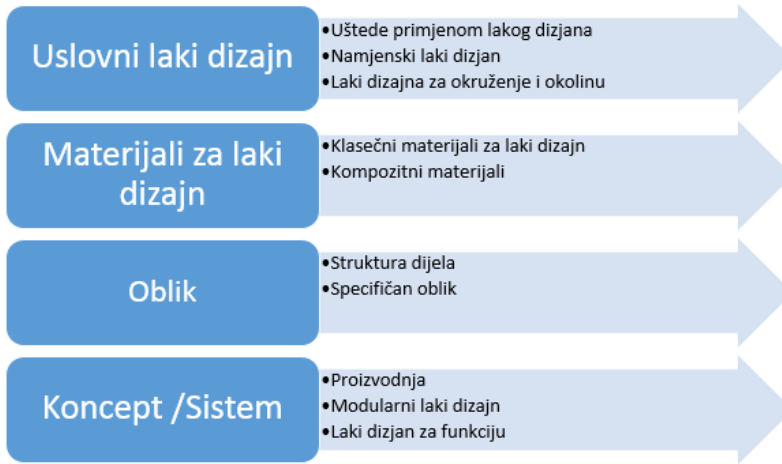 Uslovni laki dizajn
•Uštede primjenom lakog dizjana
•Namjenski laki dizjan
•Laki dizajna za okruženje i okolinu
Materijali za laki
dizajn
•Klasečni materijali za laki dizajn
•Kompozitni materijali
Oblik
•Struktura dijela
•Specifičan oblik
Koncept /Sistem
•Proizvodnja
•Modularni laki dizajn
•Laki dizjan za funkciju